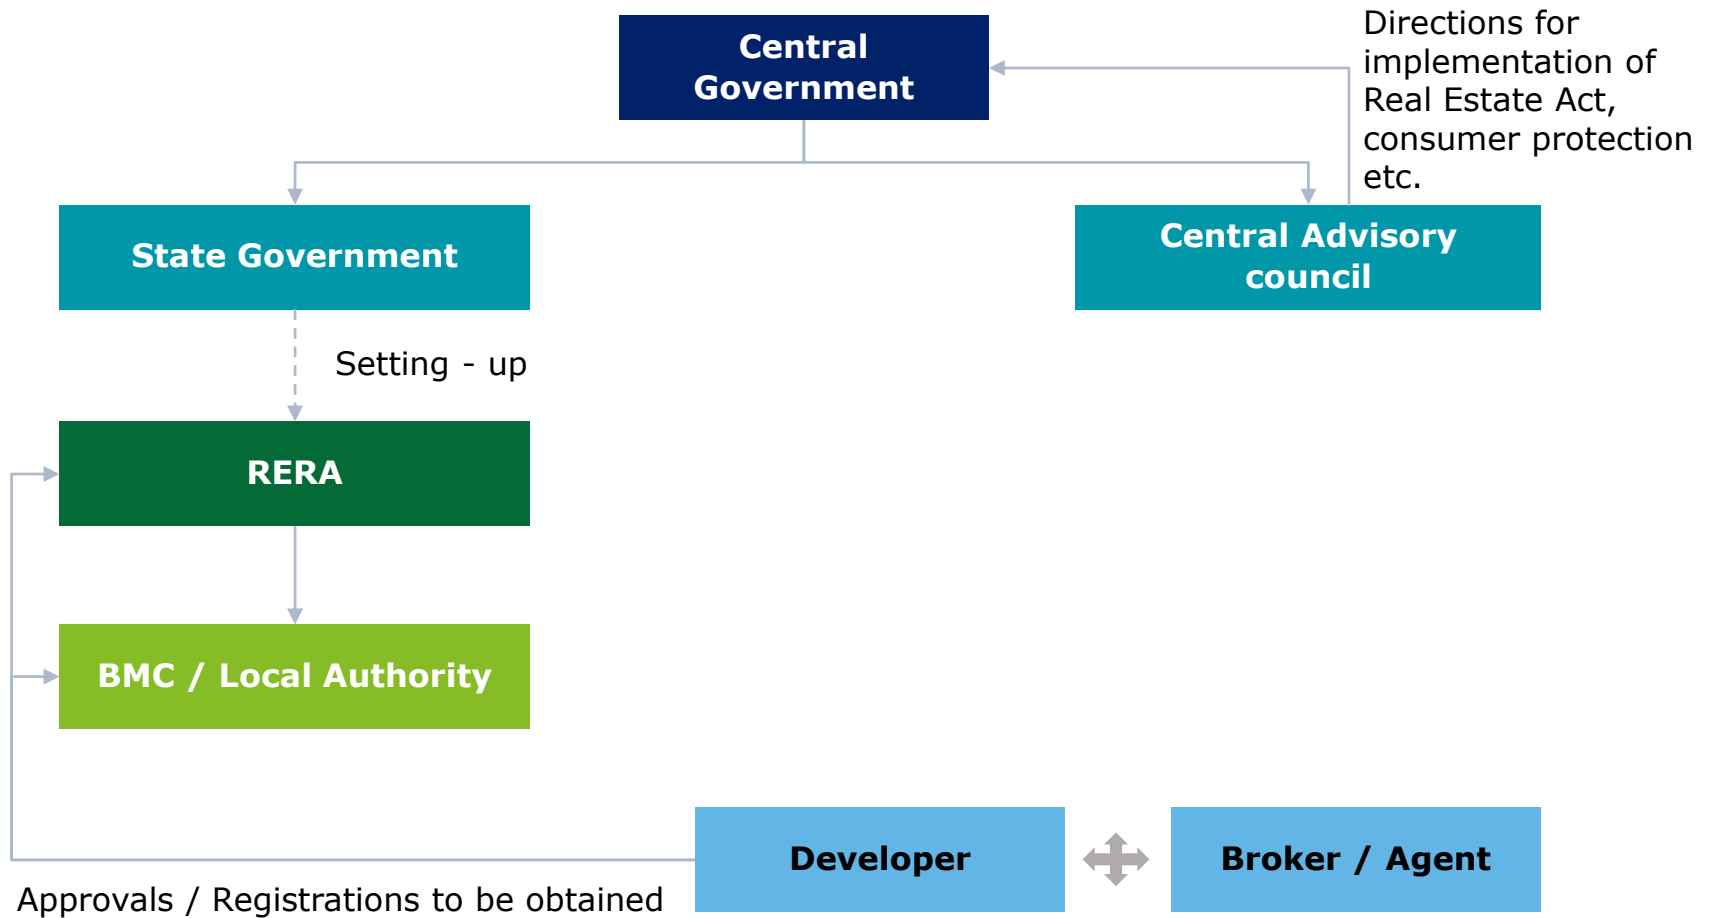 Central
Government
Directions for
implementation of
Real Estate Act,
consumer protection
etc.
State Government
Central Advisory
council
Setting - up
RERA
BMC / Local Authority
Developer
Broker / Agent
Approvals / Registrations to be obtained